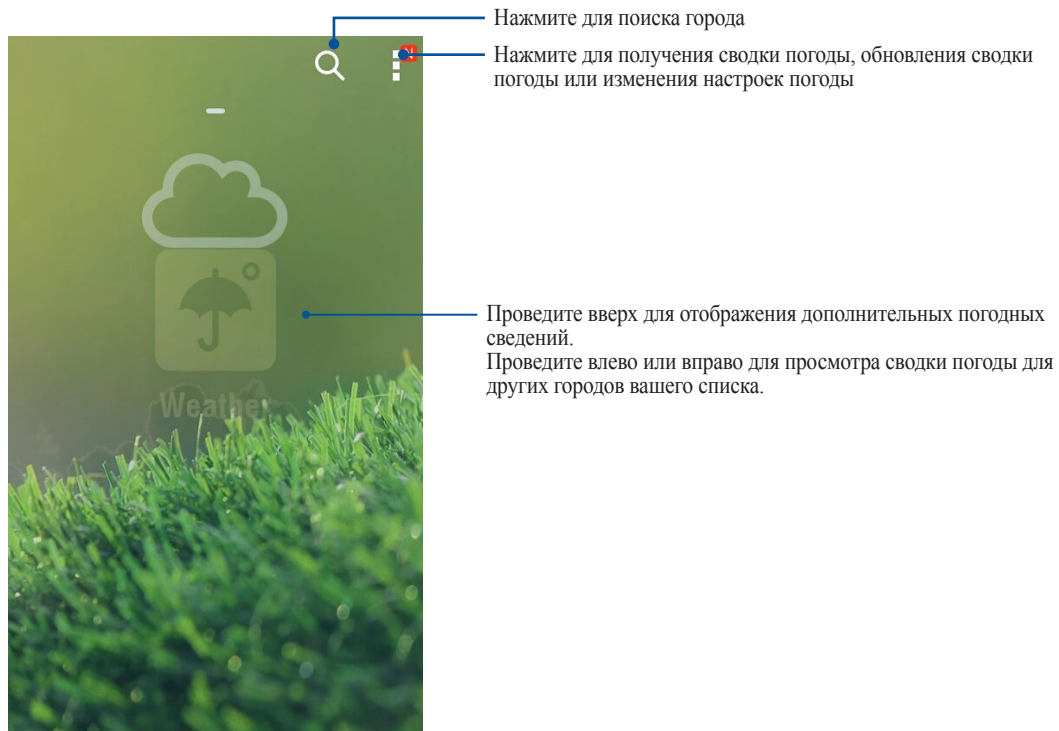 Нажмите для поиска города
Нажмите для получения сводки погоды, обновления сводки
погоды или изменения настроек погоды
Проведите вверх для отображения дополнительных погодных
сведений.
Проведите влево или вправо для просмотра сводки погоды для
других городов вашего списка.
Weather